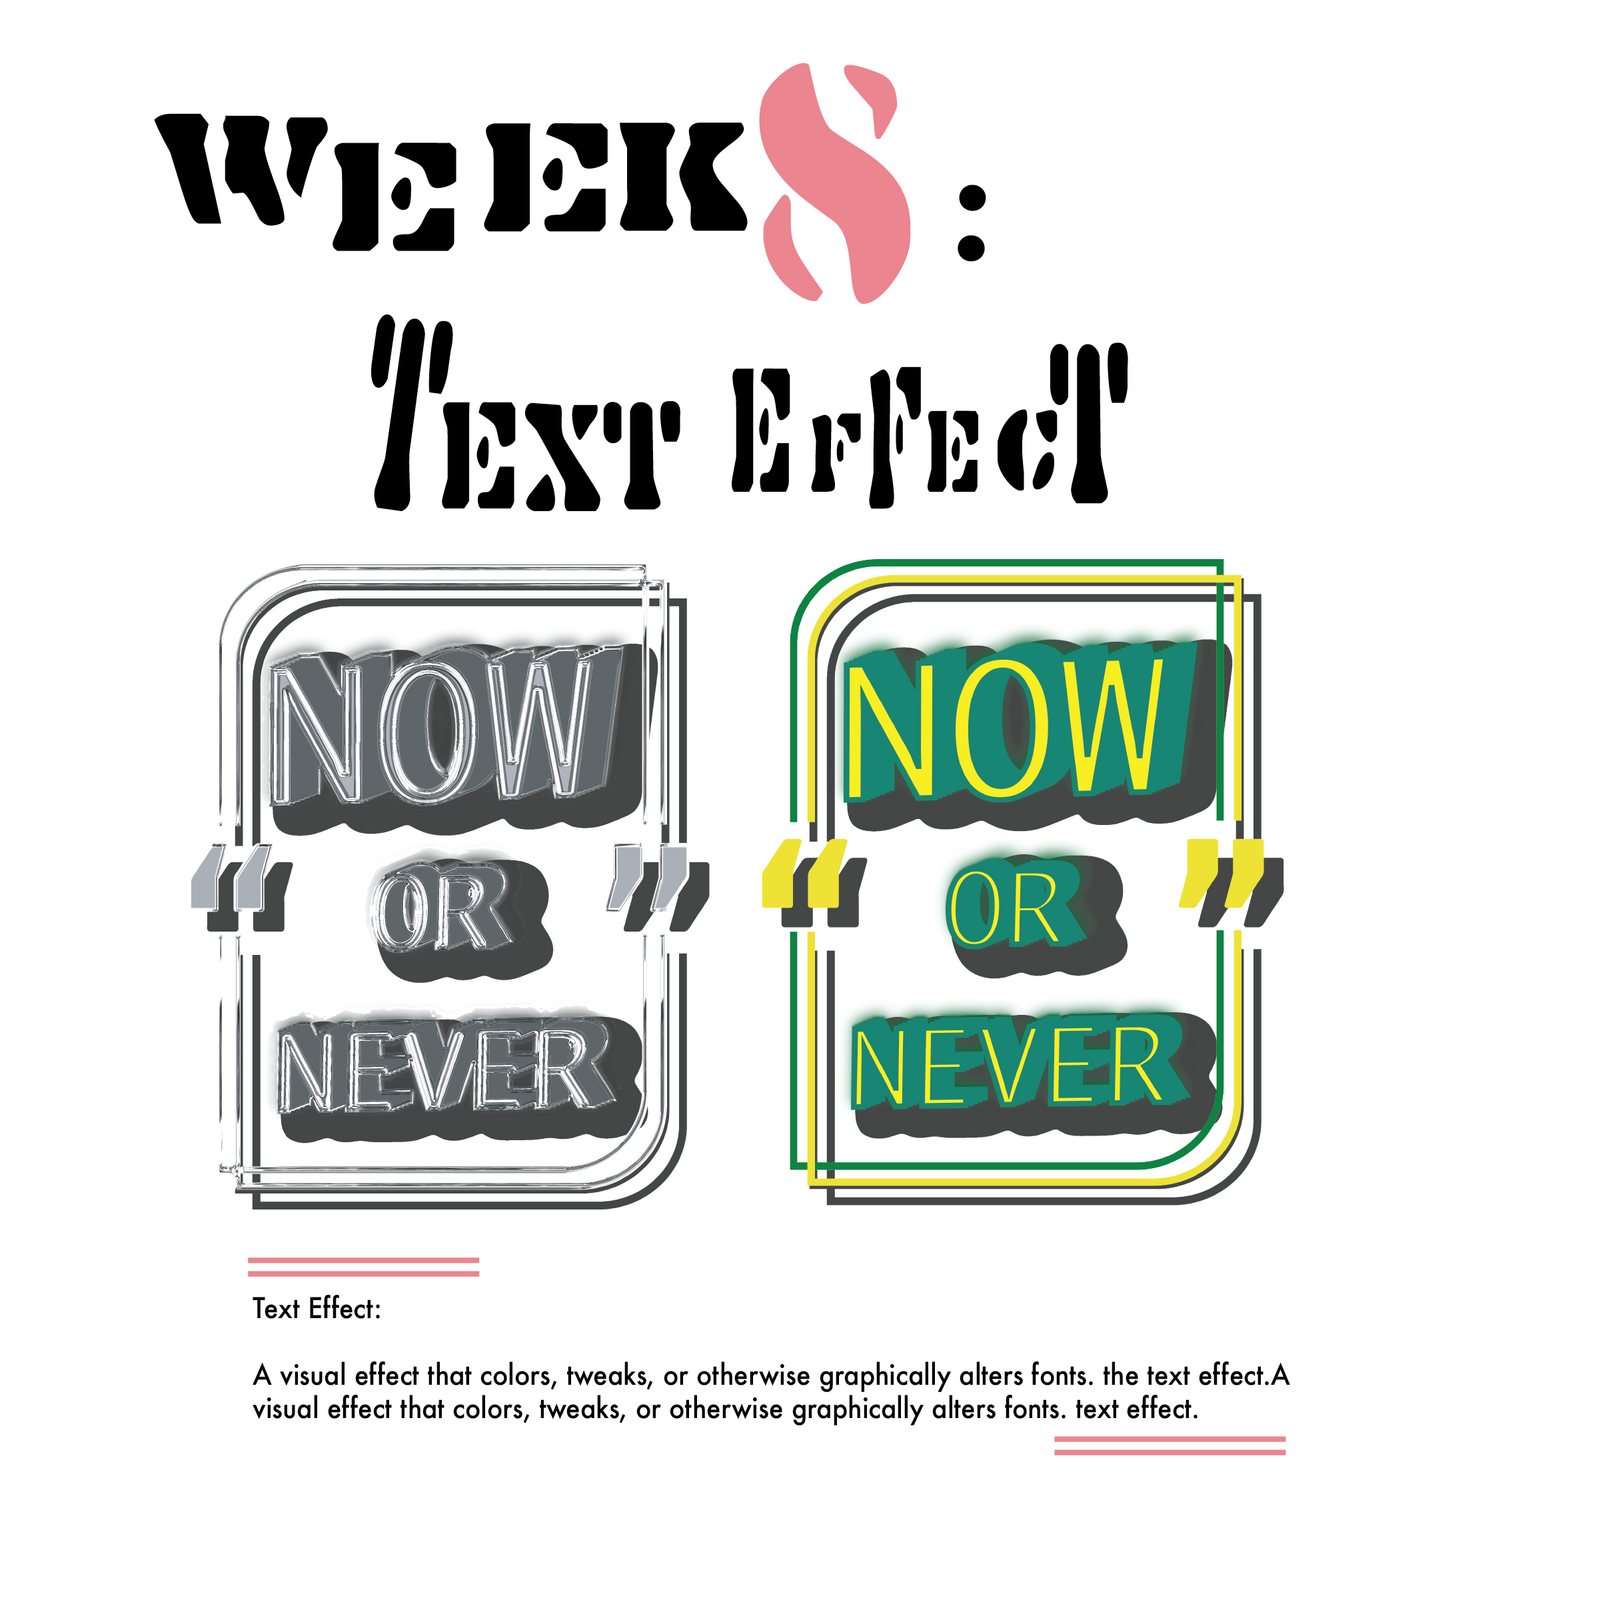 WEEK8 :
TEXT EFFECT
“ NOW OR NEVER ”
“ NOW OR NEVER ”
Text Effect:
A visual effect that colors, tweaks, or otherwise graphically alters fonts. the text effect.A
visual effect that colors, tweaks, or otherwise graphically alters fonts. text effect.